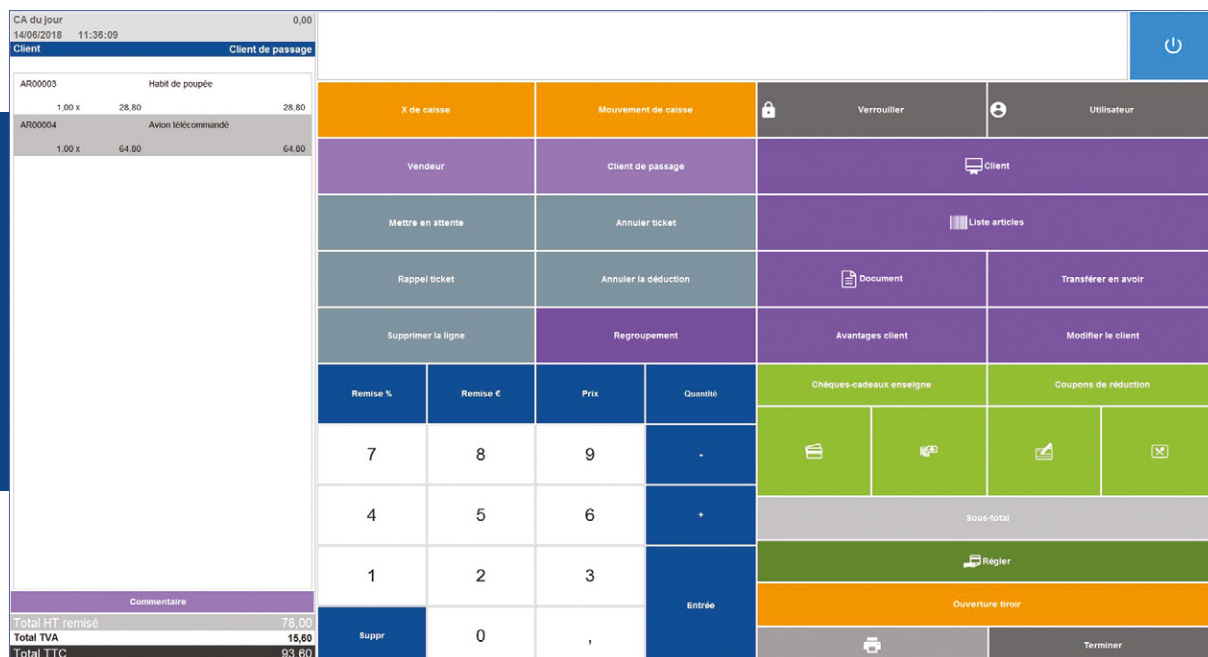 CA du jour 0,00
14/06/2018 11:36:09
Client Client de passage
AR00003 Habit de poupée
1,00 x 28,80 28,80
AR00004 Avion télécommandé
1,00 x 64,80 64,80
Commentaire
Total HT remisé 78,00
Total TVA 15,60
Total TTC 93,60
X de caisse Mouvement de caisse Verrouiller Utilisateur
Vendeur Client de passage Client
Mettre en attente Annuler ticket Liste articles
Rappel ticket Annuler la déduction Document Transférer en avoir
Supprimer la ligne Regroupement Avantages client Modifier le client
Remise % Remise € Prix Quantité Chèques-cadeaux enseigne Coupons de réduction
7 8 9 -
4 5 6 + Sous-total
1 2 3 Régler
Entrée Ouverture tiroir
Suppr 0 , Terminer